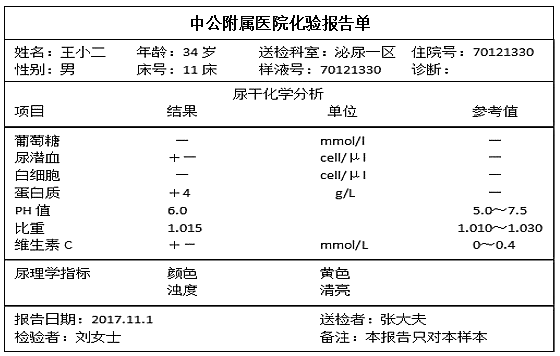 中公附属医院化验报告单
姓名：王小二 年龄：34 岁 送检科室：泌尿一区 住院号：70121330
性别：男 床号：11 床 样液号：70121330 诊断：
尿干化学分析
项目 结果 单位 参考值
葡萄糖 — mmol/l —
尿潜血 +— cell/μl —
白细胞 — cell/μl —
蛋白质 +4 g/L —
PH 值 6.0 5.0～7.5
比重 1.015 1.010～1.030
维生素 C +— mmol/L 0～0.4
尿理学指标 颜色 黄色
浊度 清亮
报告日期：2017.11.1 送检者：张大夫
检验者：刘女士 备注：本报告只对本样本